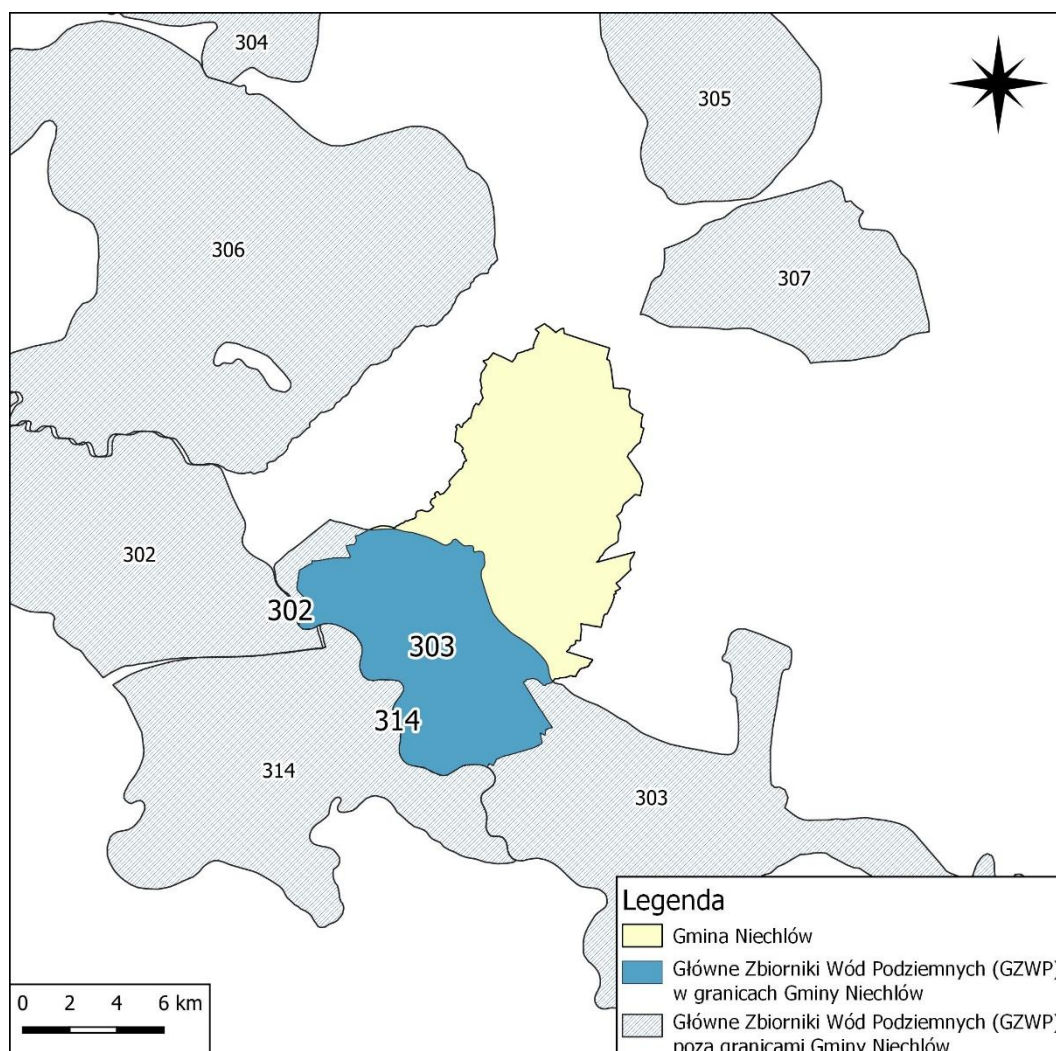 304
305
306
307
302
302
303
314
314
303
Legenda
Gmina Niechlów
Główne Zbiorniki Wód Podziemnych (GZWP)
w granicach Gminy Niechlów
Główne Zbiorniki Wód Podziemnych (GZWP)
poza granicami Gminy Niechlów
0 2 4 6 km